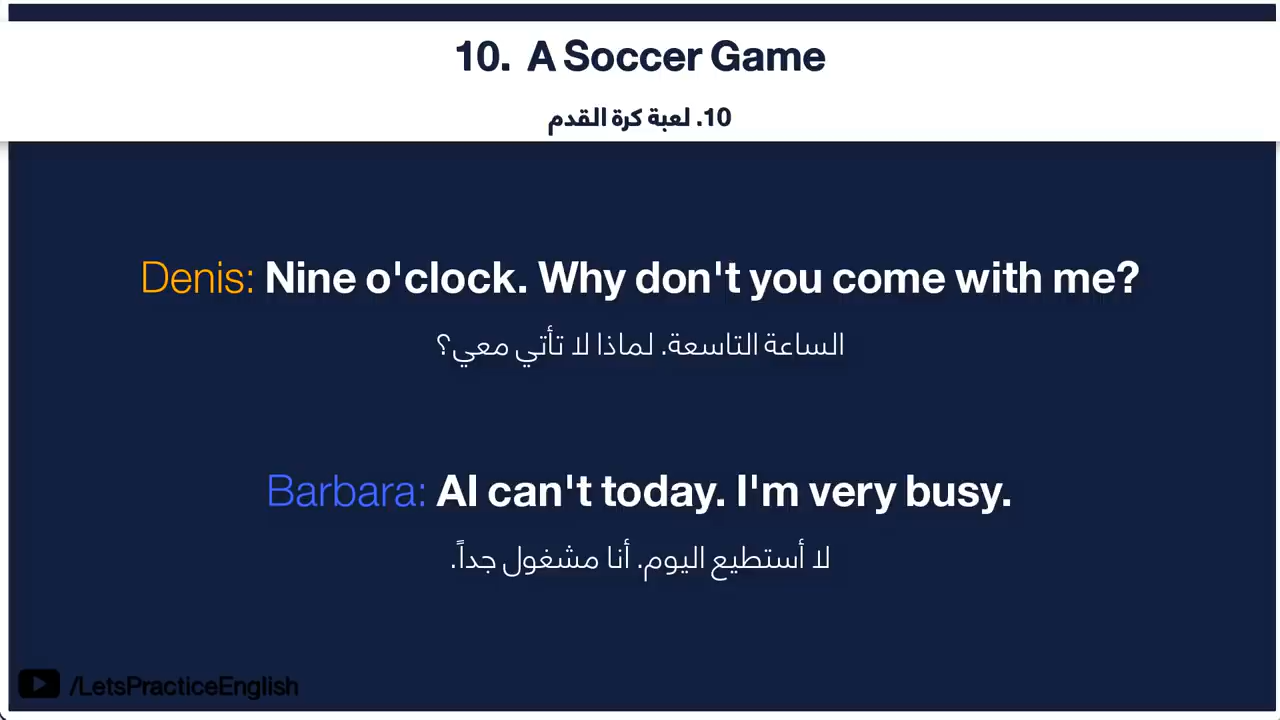 10. A Soccer Game
10. لعبة كرة القدم
Denis: Nine o'clock. Why don't you come with me?
الساعة التاسعة. لماذا لا تأتي معي؟
Barbara: AI can't today. I'm very busy.
لا أستطيع اليوم. أنا مشغول جداً.
/LetsPracticeEnglish